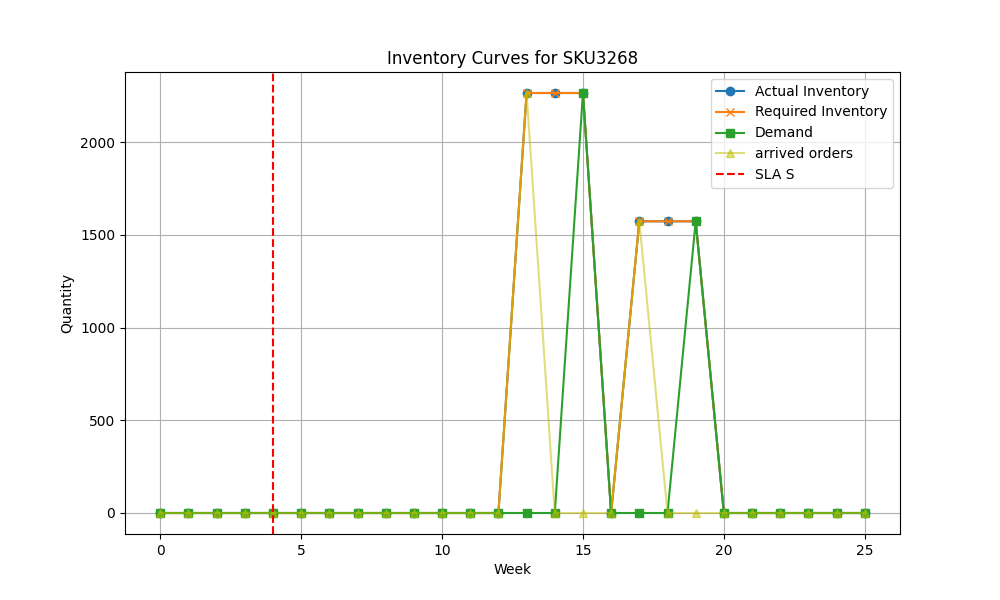 Inventory Curves for SKU3268
Quantity
2000
1500
1000
500
0
Actual Inventory
Required Inventory
Demand
arrived orders
SLA S
0 5 10 15 20 25
Week